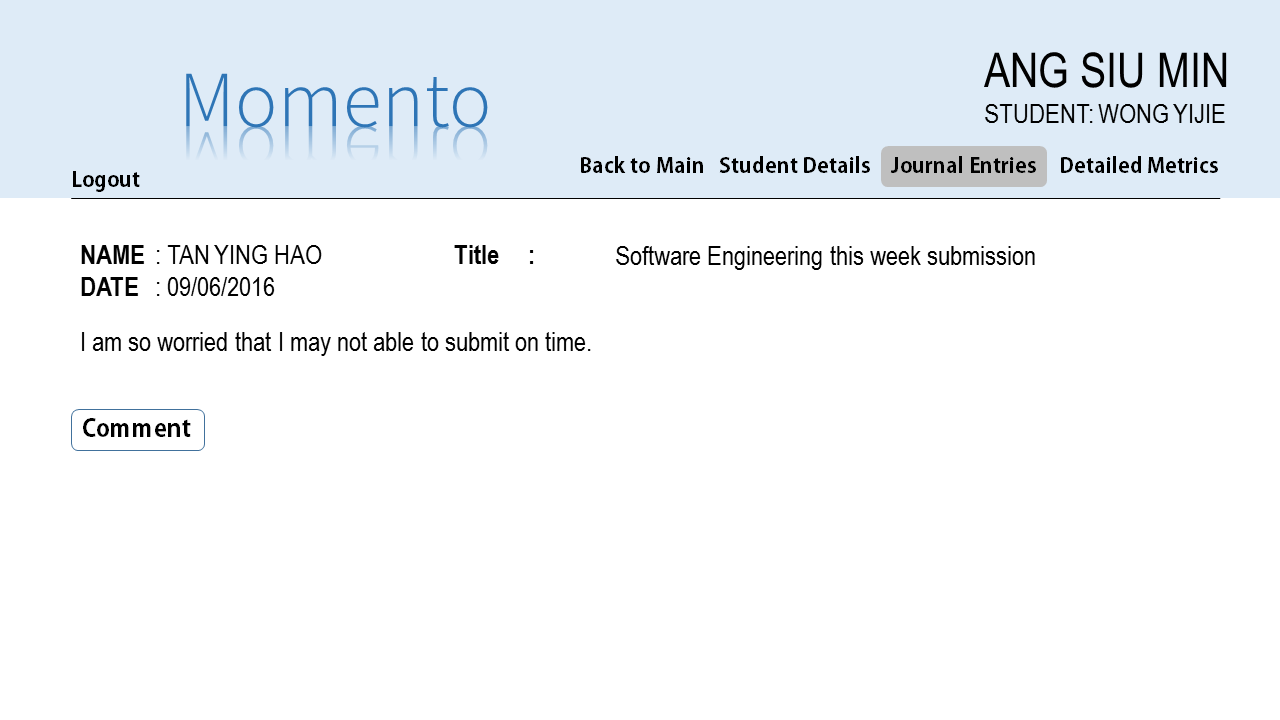 Momento
ANG SIU MIN
STUDENT: WONG YIJIE
Logout
Back to Main Student Details Journal Entries Detailed Metrics
NAME : TAN YING HAO Title : Software Engineering this week submission
DATE : 09/06/2016
I am so worried that I may not able to submit on time.
Comment